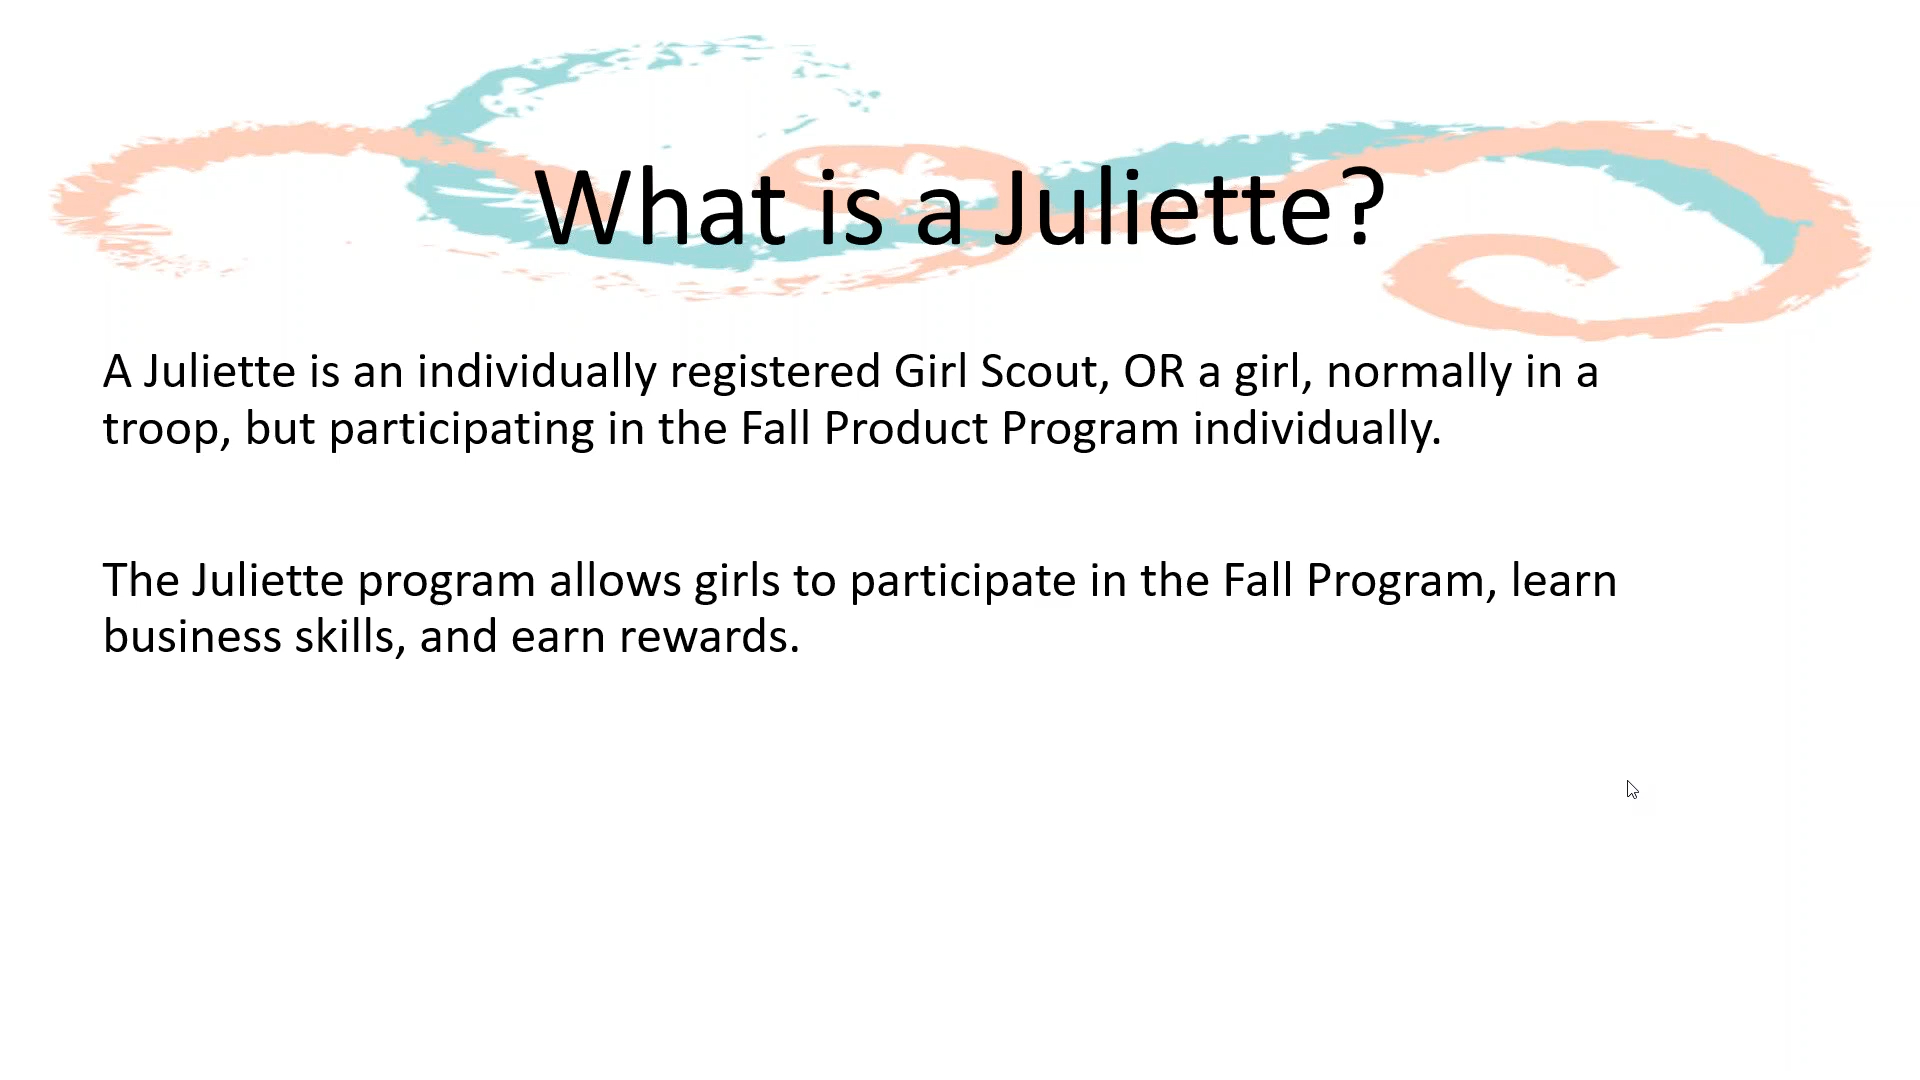 What is a Juliette?
A Juliette is an individually registered Girl Scout, OR a girl, normally in a
troop, but participating in the Fall Product Program individually.
The Juliette program allows girls to participate in the Fall Program, learn
business skills, and earn rewards.